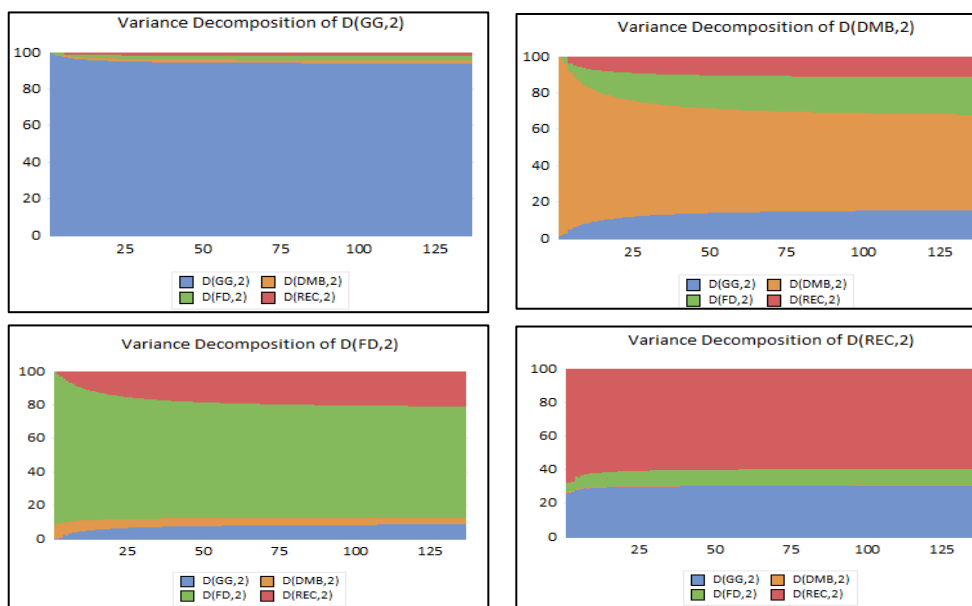 Variance Decomposition of D(GG,2)
100
80
60
40
20
0
25 50 75 100 125
D(GG,2) D(DMB,2)
D(FD,2) D(REC,2)
Variance Decomposition of D(DMB,2)
100
80
60
40
20
0
25 50 75 100 125
D(GG,2) D(DMB,2)
D(FD,2) D(REC,2)
Variance Decomposition of D(FD,2)
100
80
60
40
20
0
25 50 75 100 125
D(GG,2) D(DMB,2)
D(FD,2) D(REC,2)
Variance Decomposition of D(REC,2)
100
80
60
40
20
0
25 50 75 100 125
D(GG,2) D(DMB,2)
D(FD,2) D(REC,2)